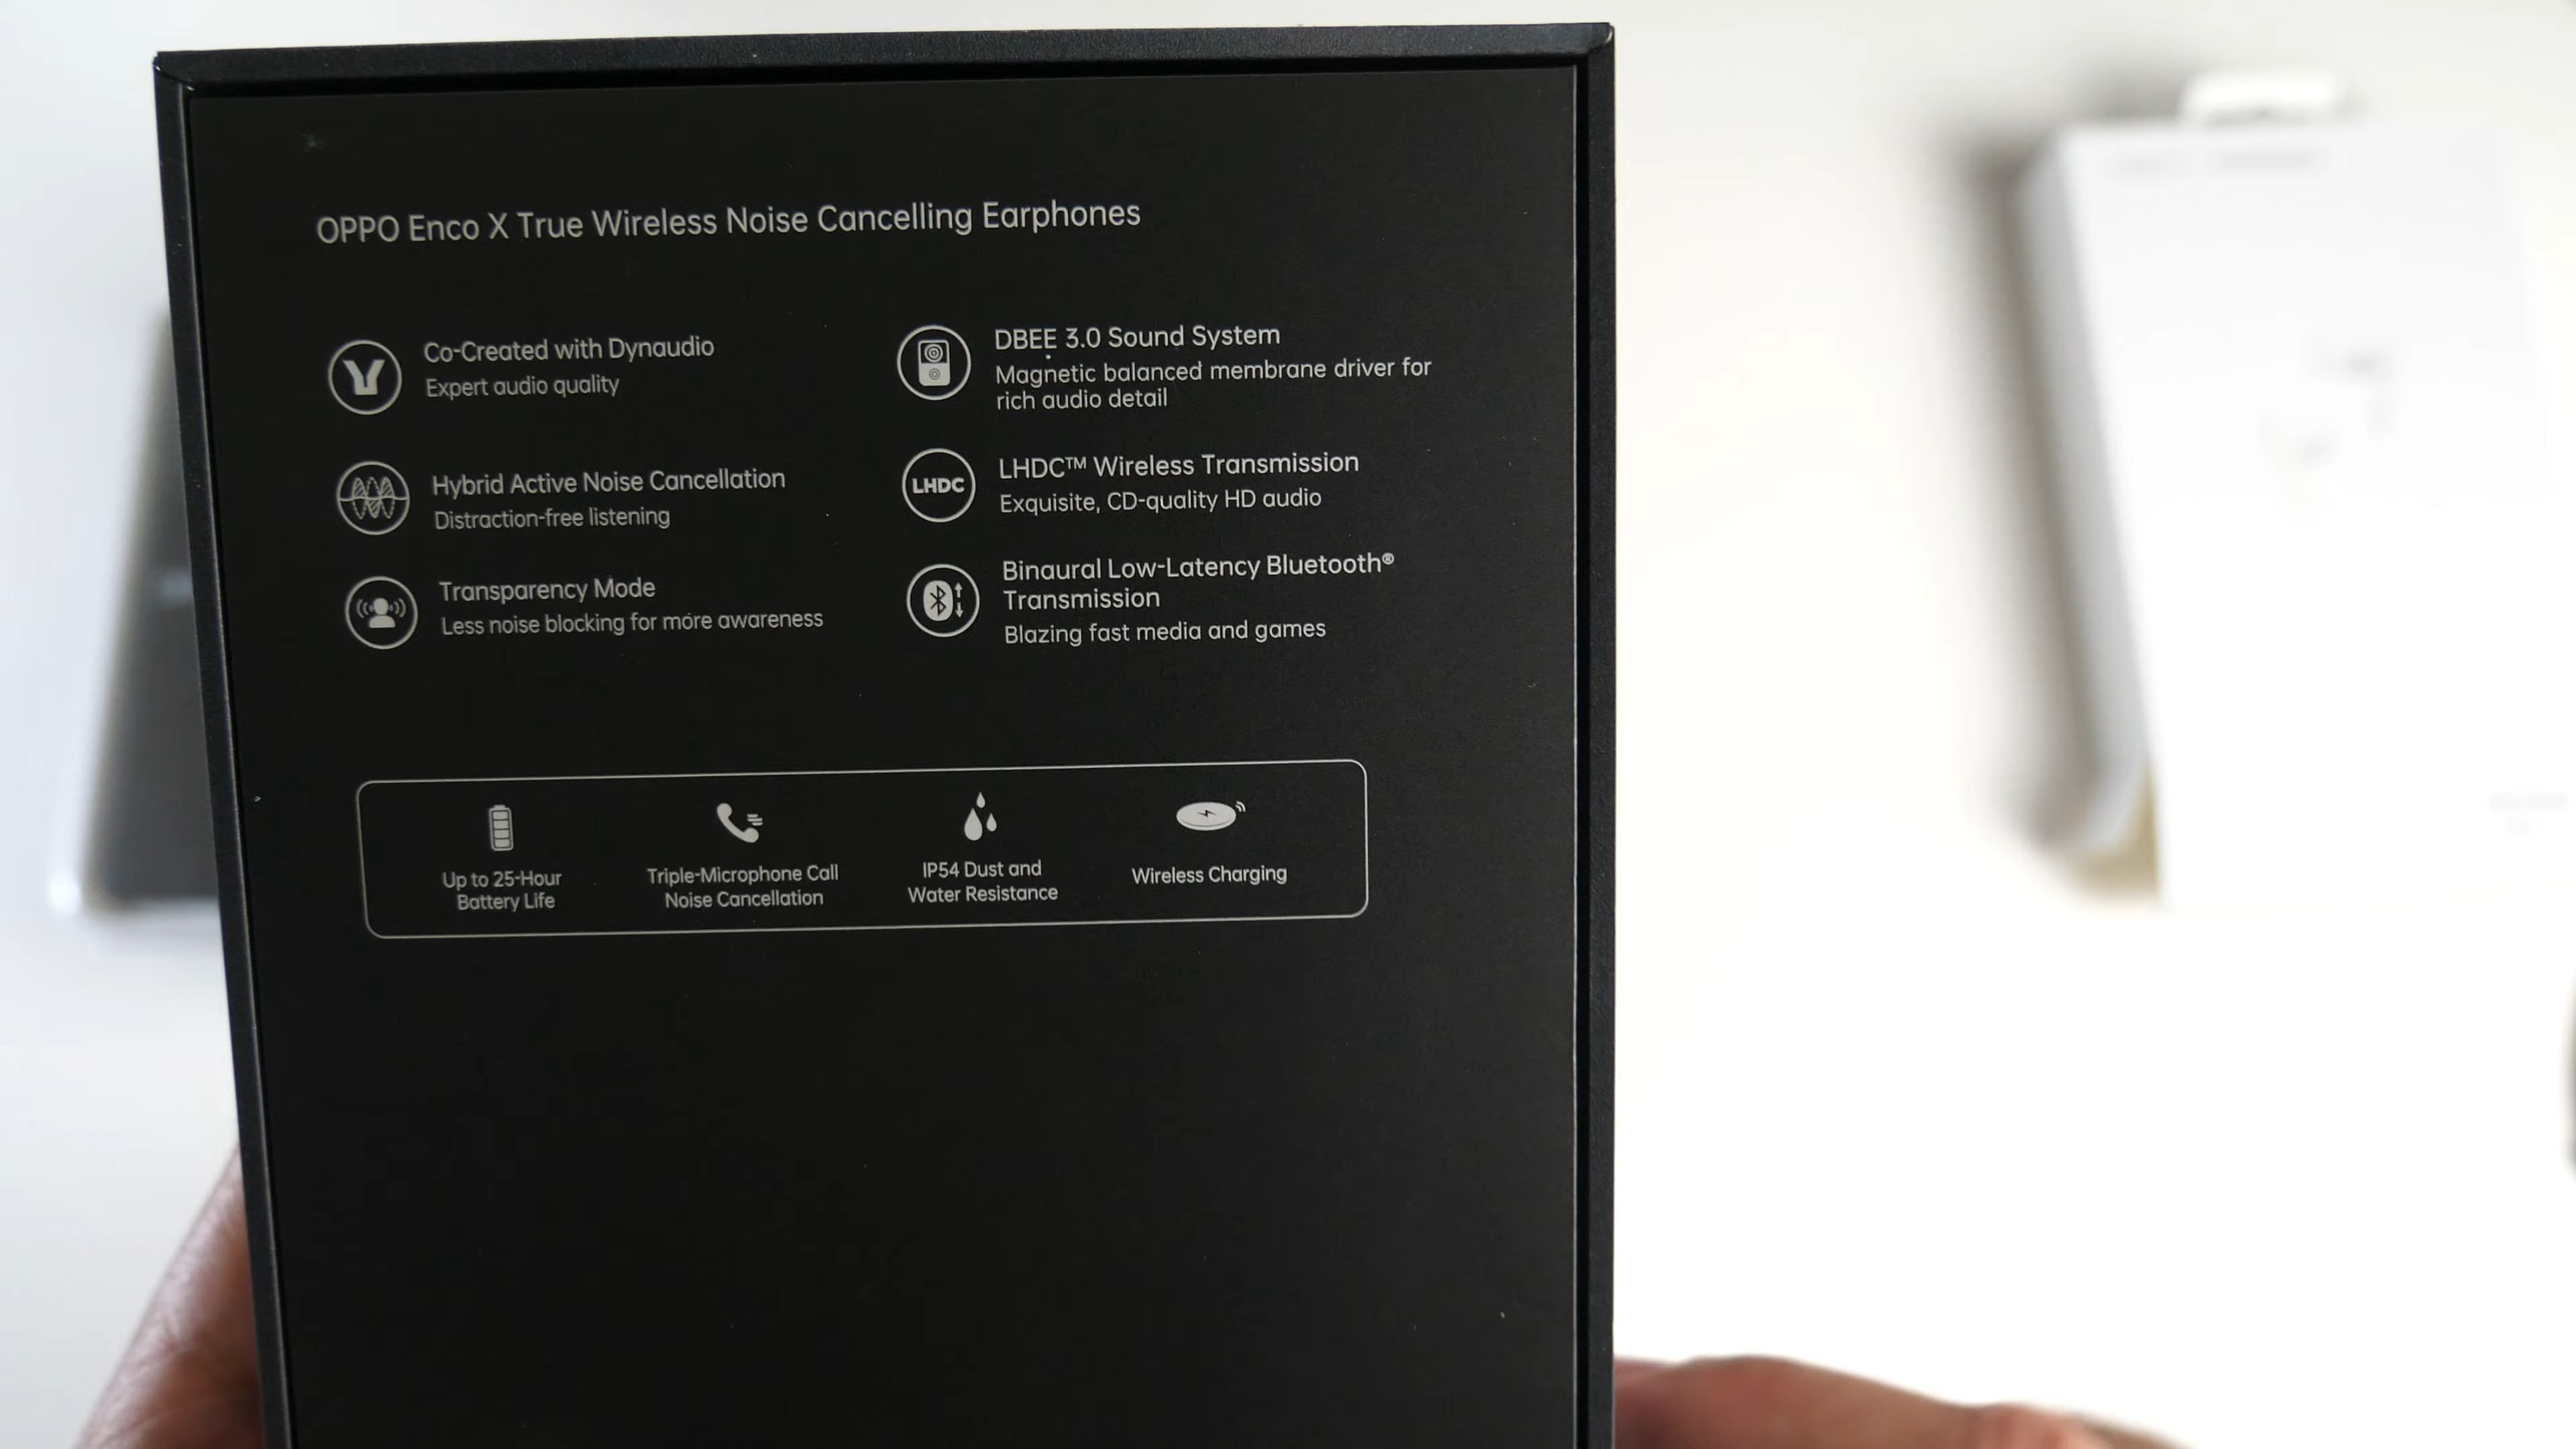 OPPO Enco X True Wireless Noise Cancelling Earphones
Co-Created with Dynaudio
Expert audio quality
Hybrid Active Noise Cancellation
Distraction-free listening
Transparency Mode
Less noise blocking for more awareness
DBEE 3.0 Sound System
Magnetic balanced membrane driver for
rich audio detail
LHDC
LHDC™ Wireless Transmission
Exquisite, CD-quality HD audio
Binaural Low-Latency Bluetooth®
Transmission
Blazing fast media and games
Up to 25-Hour
Battery Life
Triple-Microphone Call
Noise Cancellation
IP54 Dust and
Water Resistance
Wireless Charging